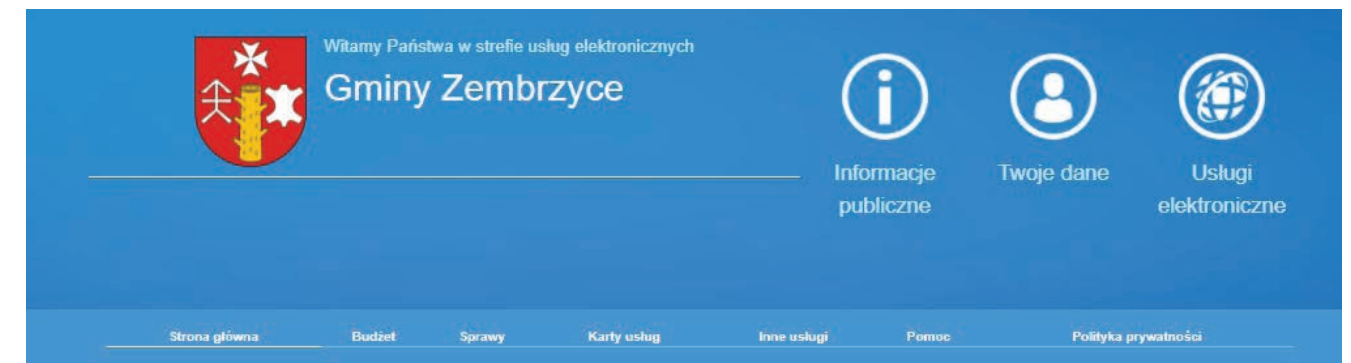 Witamy Państwa w strefie usług elektronicznych
Gminy Zembrzyce
Informacje
publiczne
Twoje dane
Usługi
elektroniczne
Strona główna Budżet Sprawy Karty usług Inne usługi Pomoc Polityka prywatności